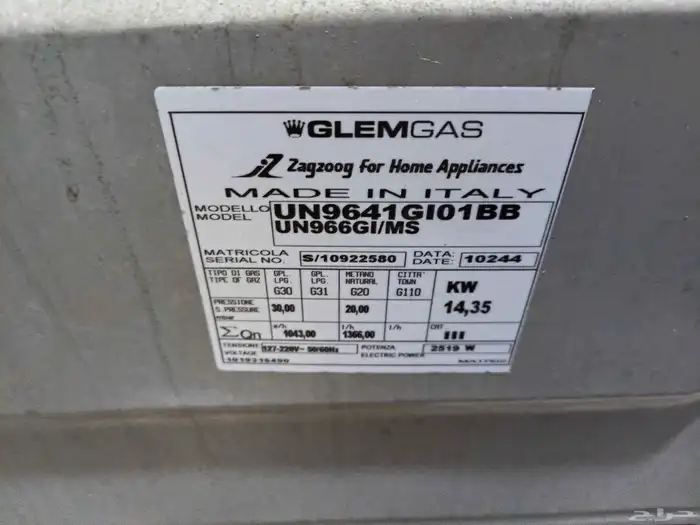 GLEMGAS
Zagzoog For Home Appliances
MADE IN ITALY
MODELLO MODEL UN9641GI01BB
UN966GI/MS
MATRICOLA SERIAL NO. S/10922580 DATA: DATE: 10244
TIPO DI GAS TYPE OF GAZ GPL. LPG. G30 GPL. LPG. G31 METANO NATURAL G20 CITTA' TOWN G110 KW
PRESSIONE S. PRESSURE 30,00 20,00 14,35
ΣQn 1043,00 l/h 1366,00 l/h CAT III
TENSIONE VOLTAGE 50/60Hz POTENZA ELECTRIC POWER 2519 W
حراج